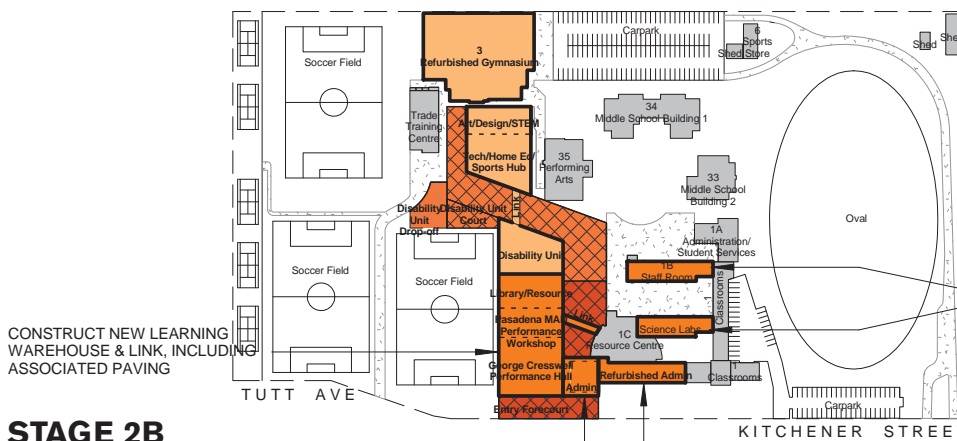 3
Refurbished Gymnasium
Soccer Field
Carpark
6
Sports
Shed Store
Shed
She
Trade
Training
Centre
Art/Design/STEM
Tech/Home Ec/
Sports Hub
35
Performing
Arts
34
Middle School Building 1
33
Middle School
Building 2
Oval
Disability
Unit
Drop-off
Disability Unit
Court
Link
1A
Administration/
Student Services
Disability Unit
1B
Staff Room
Soccer Field
Soccer Field
Library/Resource
Classrooms
1
Pasadena MA
Performance
Workshop
Link
1C
Resource Centre
Science Labs
CONSTRUCT NEW LEARNING
WAREHOUSE & LINK, INCLUDING
ASSOCIATED PAVING
George Cresswell
Performance Hall
Admin
Refurbished Admin
1
Classrooms
TUTT AVE
Entry Forecourt
Carpark
KITCHENER STREE
STAGE 2B